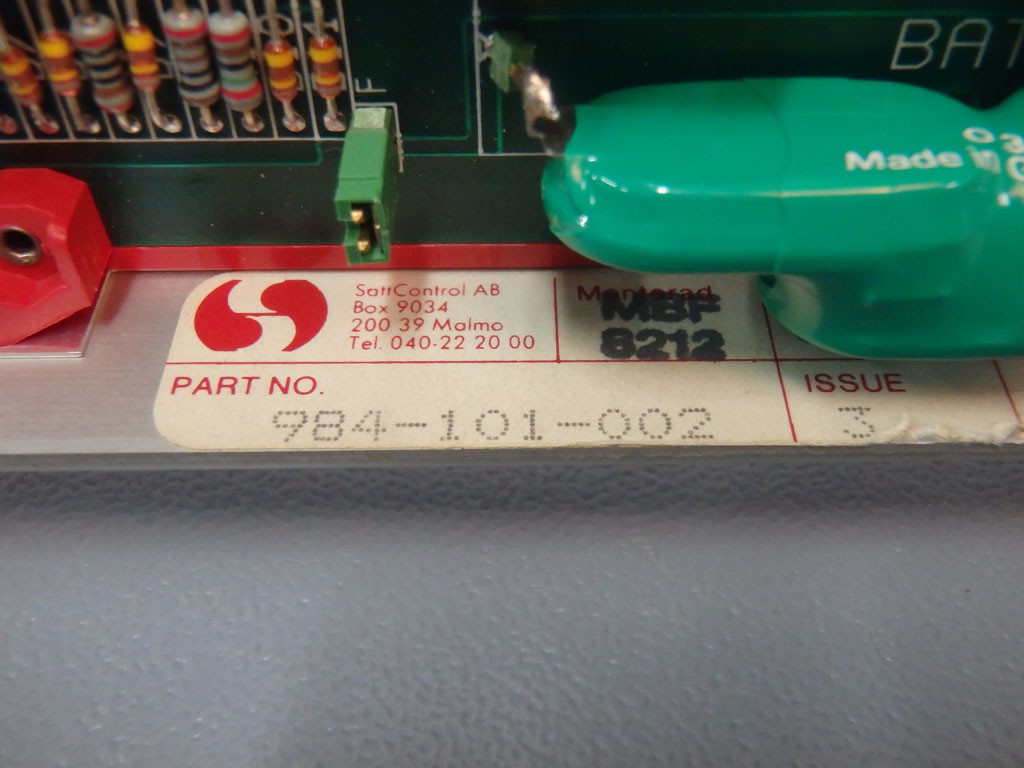 BAT
F
Made in
SattControl AB
Box 9034
200 39 Malmo
Tel. 040-22 20 00
Monterad
MBF
8212
PART NO.
984-101-002
ISSUE
3